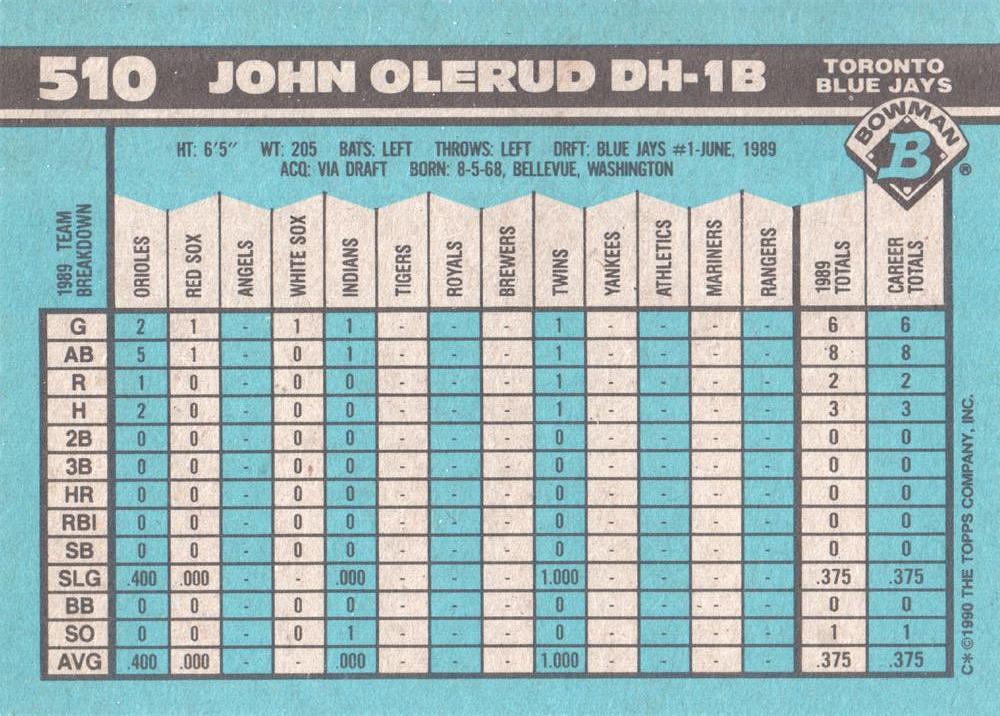 510 JOHN OLERUD DH-1B TORONTO BLUE JAYS
BOWMAN B ®
HT: 6'5" WT: 205 BATS: LEFT THROWS: LEFT DRFT: BLUE JAYS #1-JUNE, 1989
ACQ: VIA DRAFT BORN: 8-5-68, BELLEVUE, WASHINGTON
1989 TEAM BREAKDOWN ORIOLES RED SOX ANGELS WHITE SOX INDIANS TIGERS ROYALS BREWERS TWINS YANKEES ATHLETICS MARINERS RANGERS 1989 TOTALS CAREER TOTALS
G 2 1 - 1 1 - - - 1 - - - - 6 6
AB 5 1 - 0 1 - - - 1 - - - - 8 8
R 1 0 - 0 0 - - - 1 - - - - 2 2
H 2 0 - 0 0 - - - 1 - - - - 3 3
2B 0 0 - 0 0 - - - 0 - - - - 0 0
3B 0 0 - 0 0 - - - 0 - - - - 0 0
HR 0 0 - 0 0 - - - 0 - - - - 0 0
RBI 0 0 - 0 0 - - - 0 - - - - 0 0
SB 0 0 - 0 0 - - - 0 - - - - 0 0
SLG .400 .000 - - .000 - - - 1.000 - - - - .375 .375
BB 0 0 - 0 0 - - - 0 - - - - 0 0
SO 0 0 - 0 1 - - - 0 - - - - 1 1
AVG .400 .000 - - .000 - - - 1.000 - - - - .375 .375
C* ©1990 THE TOPPS COMPANY, INC.